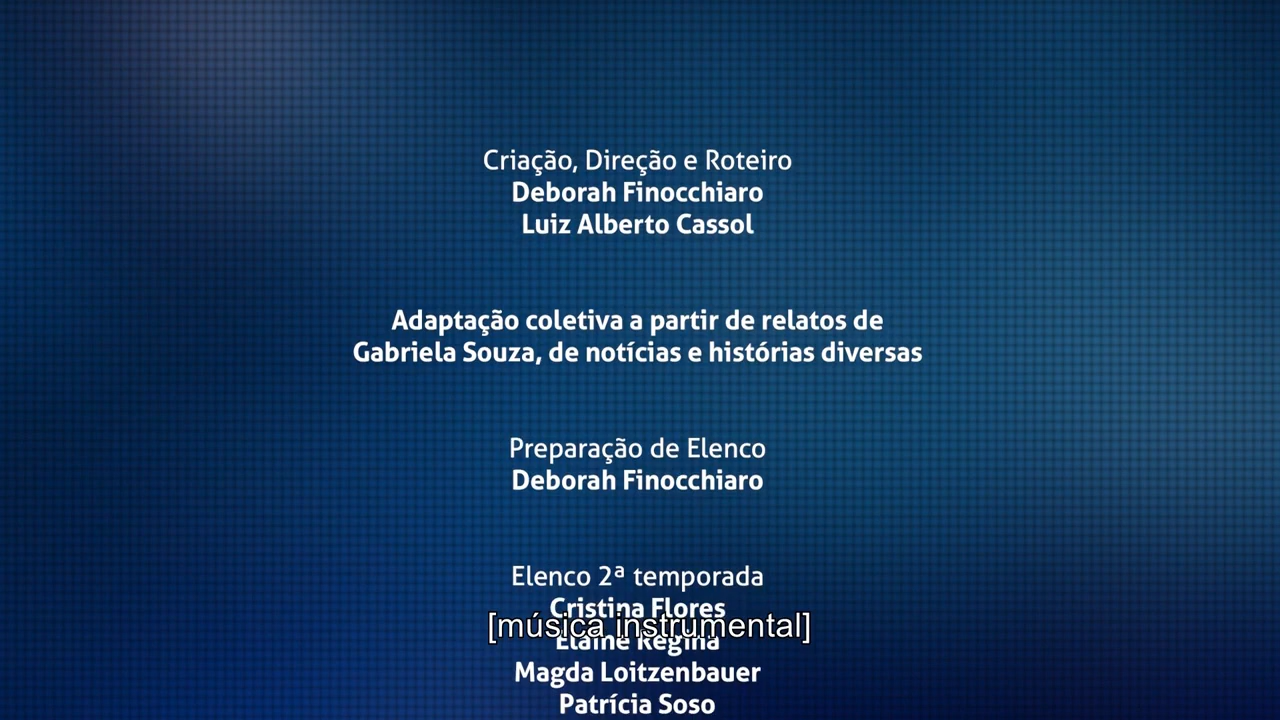 Criação, Direção e Roteiro
Deborah Finocchiaro
Luiz Alberto Cassol
Adaptação coletiva a partir de relatos de
Gabriela Souza, de notícias e histórias diversas
Preparação de Elenco
Deborah Finocchiaro
Elenco 2ª temporada
Cristina Flores
[música instrumental]
Elaine Regina
Magda Loitzenbauer
Patrícia Soso